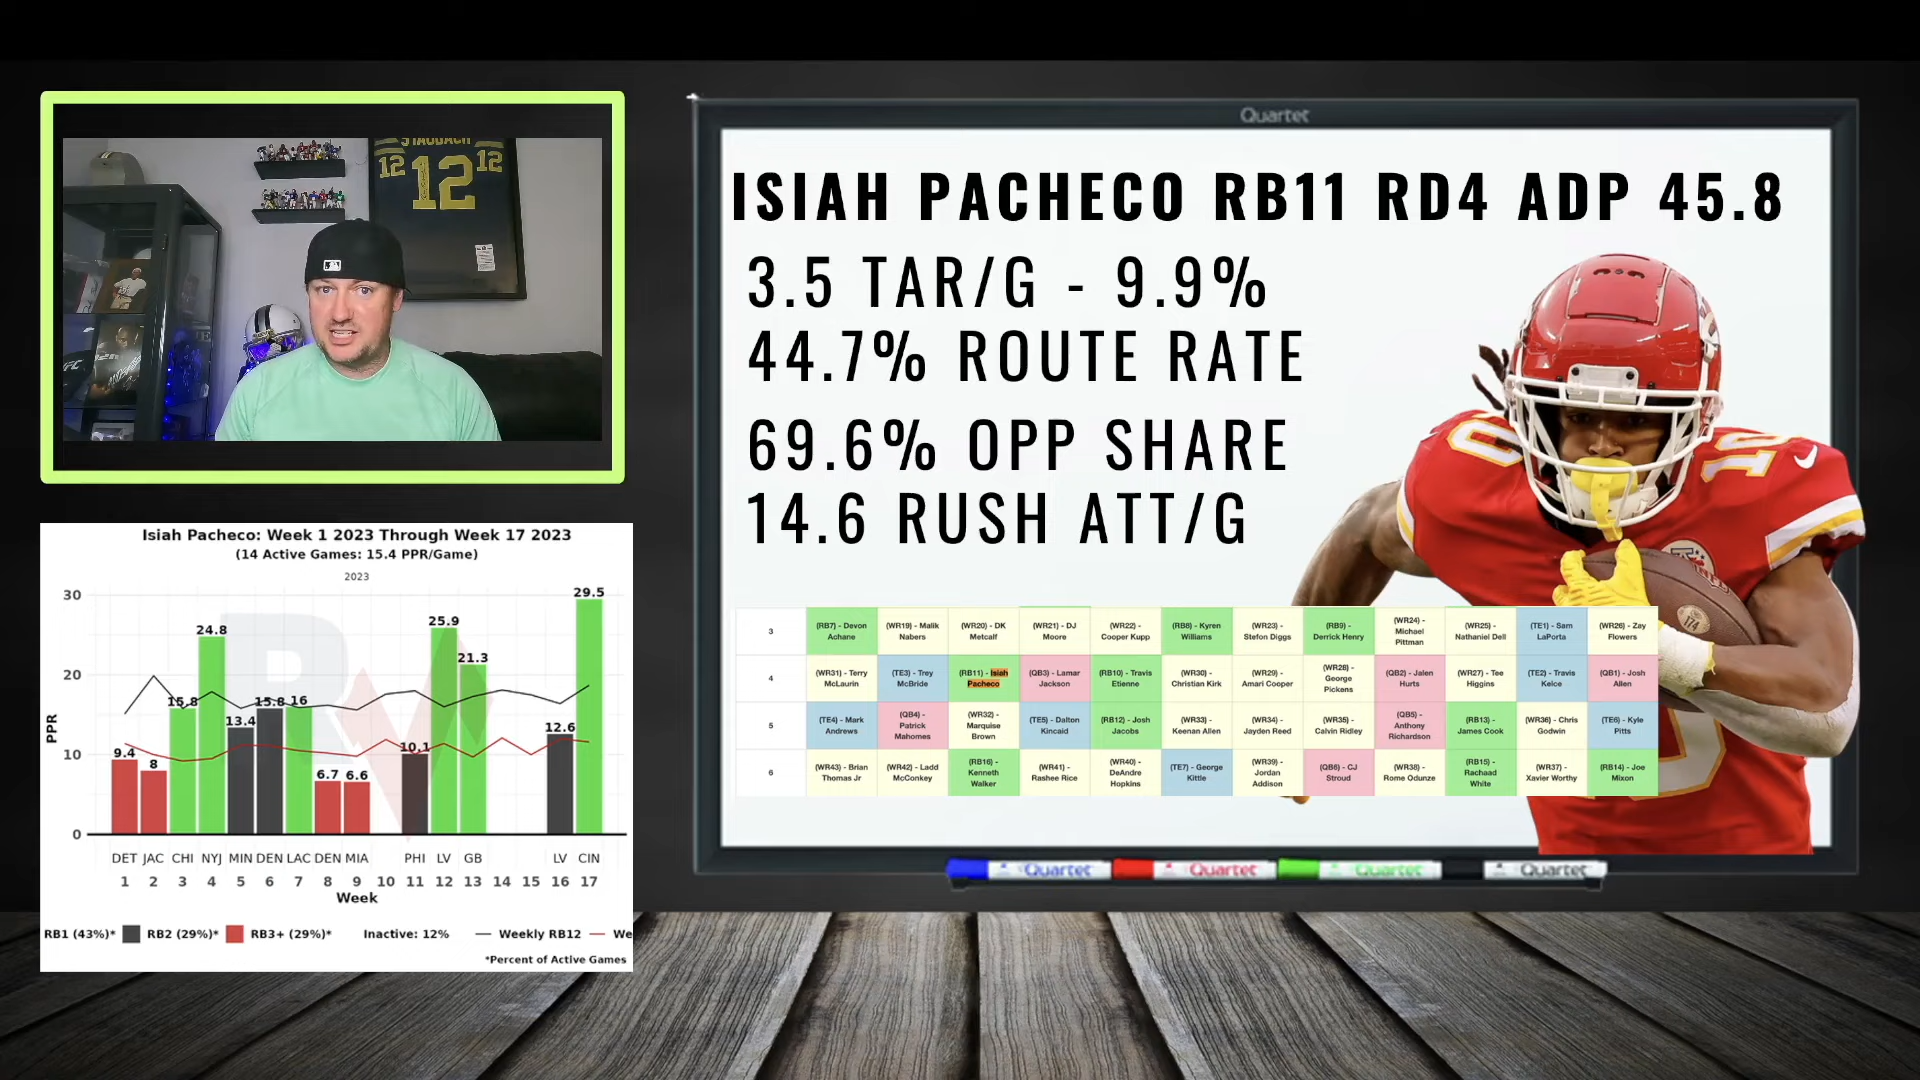 Quartet
STAUBACH
12 12 12
ISIAH PACHECO RB11 RD4 ADP 45.8
3.5 TAR/G - 9.9%
44.7% ROUTE RATE
69.6% OPP SHARE
14.6 RUSH ATT/G
3 (RB7) - Devon Achane (WR19) - Malik Nabers (WR20) - DK Metcalf (WR21) - DJ Moore (WR22) - Cooper Kupp (RB8) - Kyren Williams (WR23) - Stefon Diggs (RB9) - Derrick Henry (WR24) - Michael Pittman (WR25) - Nathaniel Dell (TE1) - Sam LaPorta (WR26) - Zay Flowers
4 (WR31) - Terry McLaurin (TE3) - Trey McBride (RB11) - Isiah Pacheco (QB3) - Lamar Jackson (RB10) - Travis Etienne (WR30) - Christian Kirk (WR29) - Amari Cooper (WR28) - George Pickens (QB2) - Jalen Hurts (WR27) - Tee Higgins (TE2) - Travis Kelce (QB1) - Josh Allen
5 (TE4) - Mark Andrews (QB4) - Patrick Mahomes (WR32) - Marquise Brown (TE5) - Dalton Kincaid (RB12) - Josh Jacobs (WR33) - Keenan Allen (WR34) - Jayden Reed (WR35) - Calvin Ridley (QB5) - Anthony Richardson (RB13) - James Cook (WR36) - Chris Godwin (TE6) - Kyle Pitts
6 (WR43) - Brian Thomas Jr (WR42) - Ladd McConkey (RB16) - Kenneth Walker (WR41) - Rashee Rice (WR40) - DeAndre Hopkins (TE7) - George Kittle (WR39) - Jordan Addison (QB6) - CJ Stroud (WR38) - Rome Odunze (RB15) - Rachaad White (WR37) - Xavier Worthy (RB14) - Joe Mixon
Quartet Quartet Quartet Quartet
Isiah Pacheco: Week 1 2023 Through Week 17 2023
(14 Active Games: 15.4 PPR/Game)
2023
PPR
30
20
10
0
9.4 8 15.8 24.8 13.4 15.8 16 6.7 6.6 10.1 25.9 21.3 12.6 29.5
DET JAC CHI NYJ MIN DEN LAC DEN MIA PHI LV GB LV CIN
1 2 3 4 5 6 7 8 9 10 11 12 13 14 15 16 17
Week
RB1 (43%)* RB2 (29%)* RB3+ (29%)* Inactive: 12% Weekly RB12 We
*Percent of Active Games